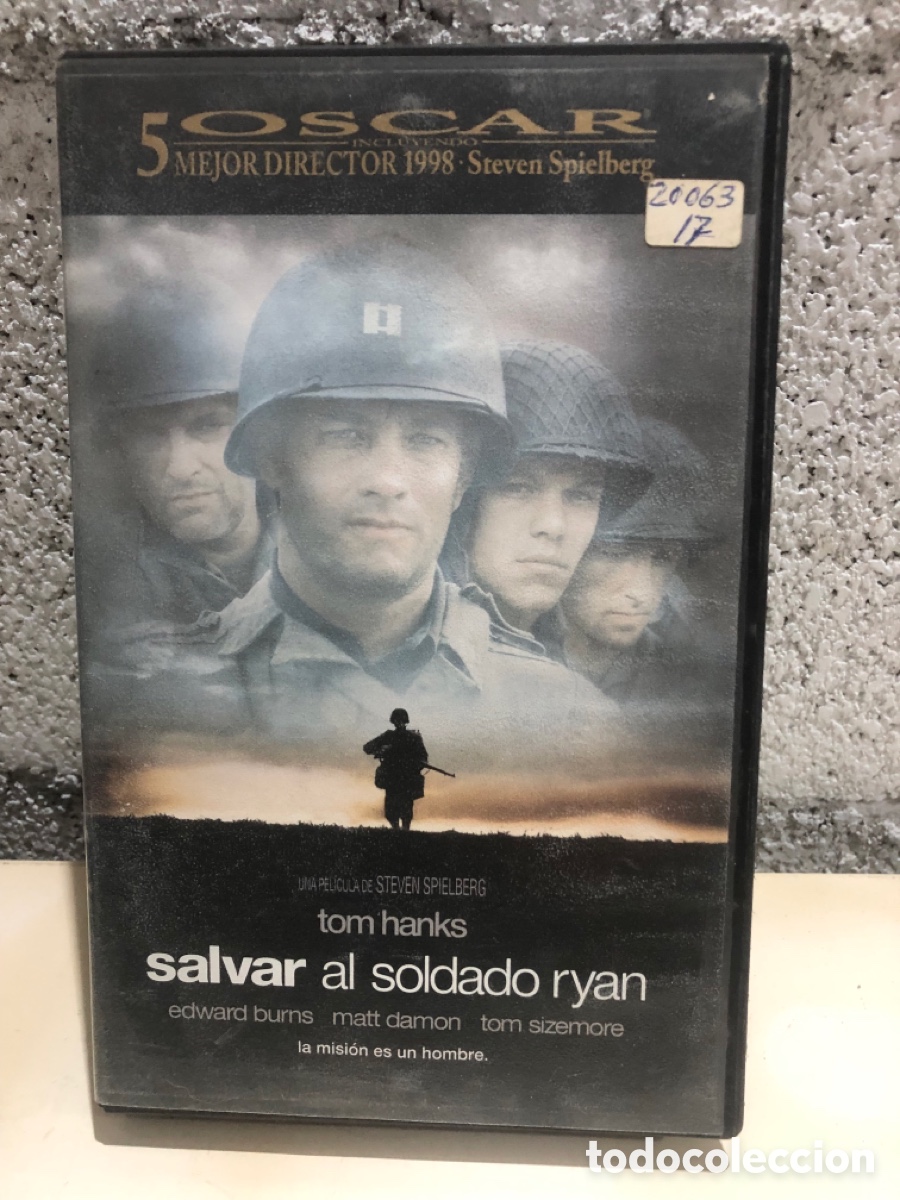 5 OSCAR
INCLUYENDO
MEJOR DIRECTOR 1998 · Steven Spielberg
20063
17
UNA PELÍCULA DE STEVEN SPIELBERG
tom hanks
salvar al soldado ryan
edward burns matt damon tom sizemore
la misión es un hombre.
todocoleccion